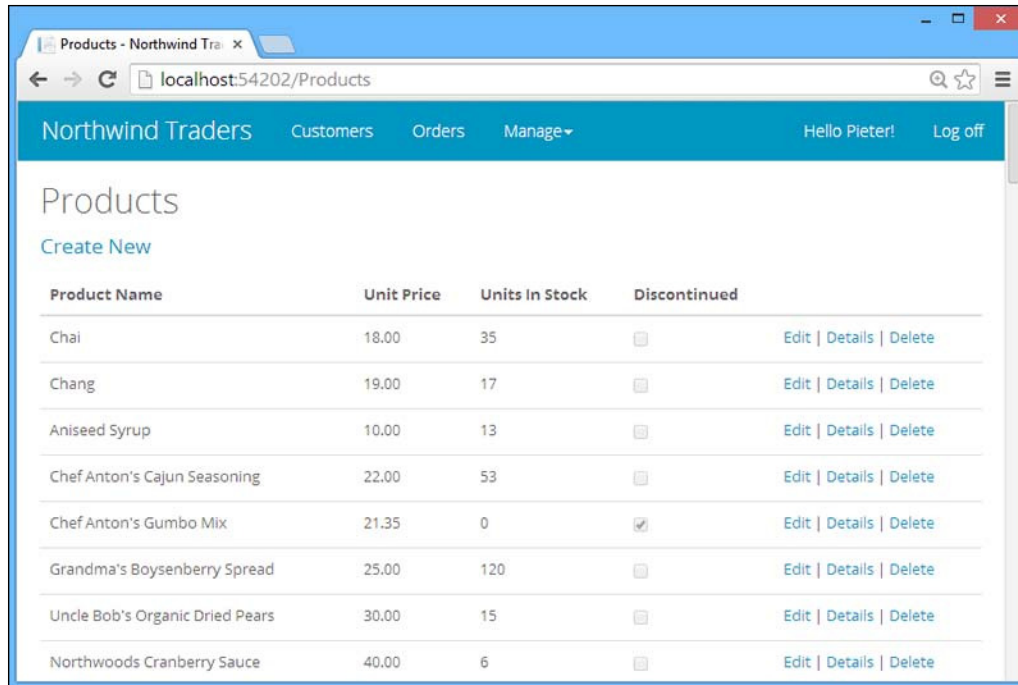 Products - Northwind Tra
localhost:54202/Products
Northwind Traders Customers Orders Manage Hello Pieter! Log off
Products
Create New
Product Name Unit Price Units In Stock Discontinued
Chai 18.00 35 Edit | Details | Delete
Chang 19.00 17 Edit | Details | Delete
Aniseed Syrup 10.00 13 Edit | Details | Delete
Chef Anton's Cajun Seasoning 22.00 53 Edit | Details | Delete
Chef Anton's Gumbo Mix 21.35 0 Edit | Details | Delete
Grandma's Boysenberry Spread 25.00 120 Edit | Details | Delete
Uncle Bob's Organic Dried Pears 30.00 15 Edit | Details | Delete
Northwoods Cranberry Sauce 40.00 6 Edit | Details | Delete